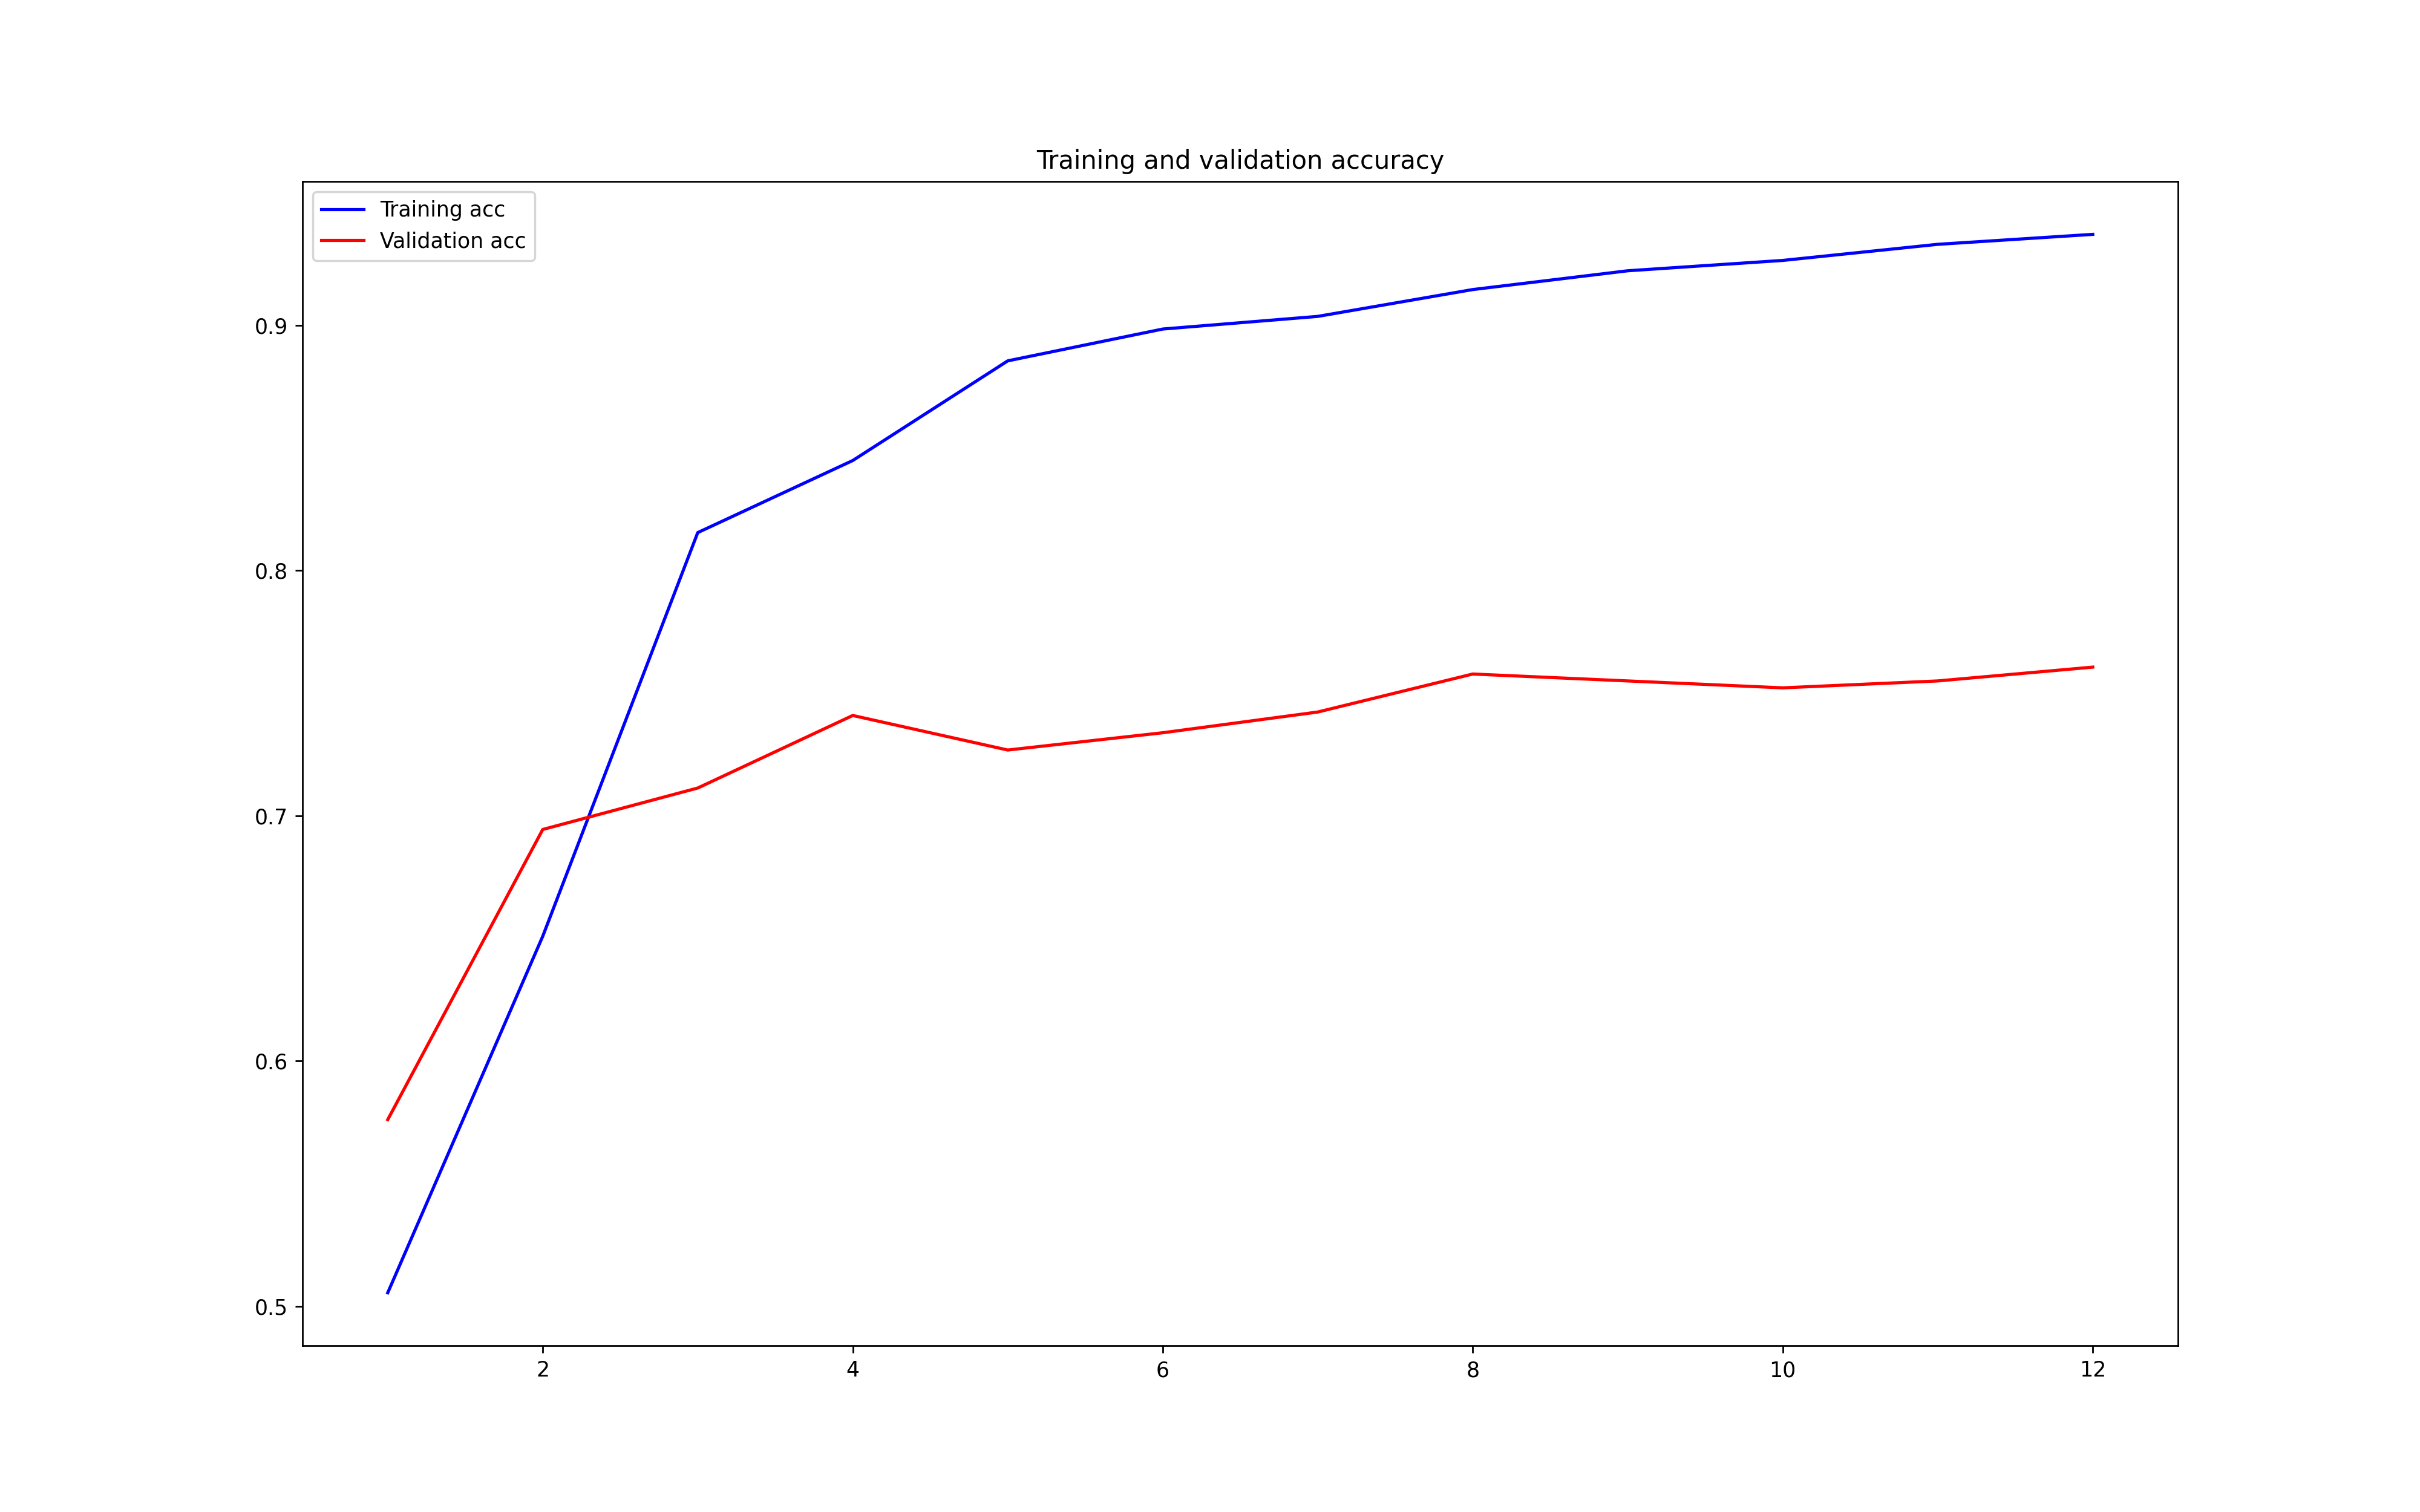 Training and validation accuracy
Training acc
Validation acc
0.9
0.8
0.7
0.6
0.5
2 4 6 8 10 12